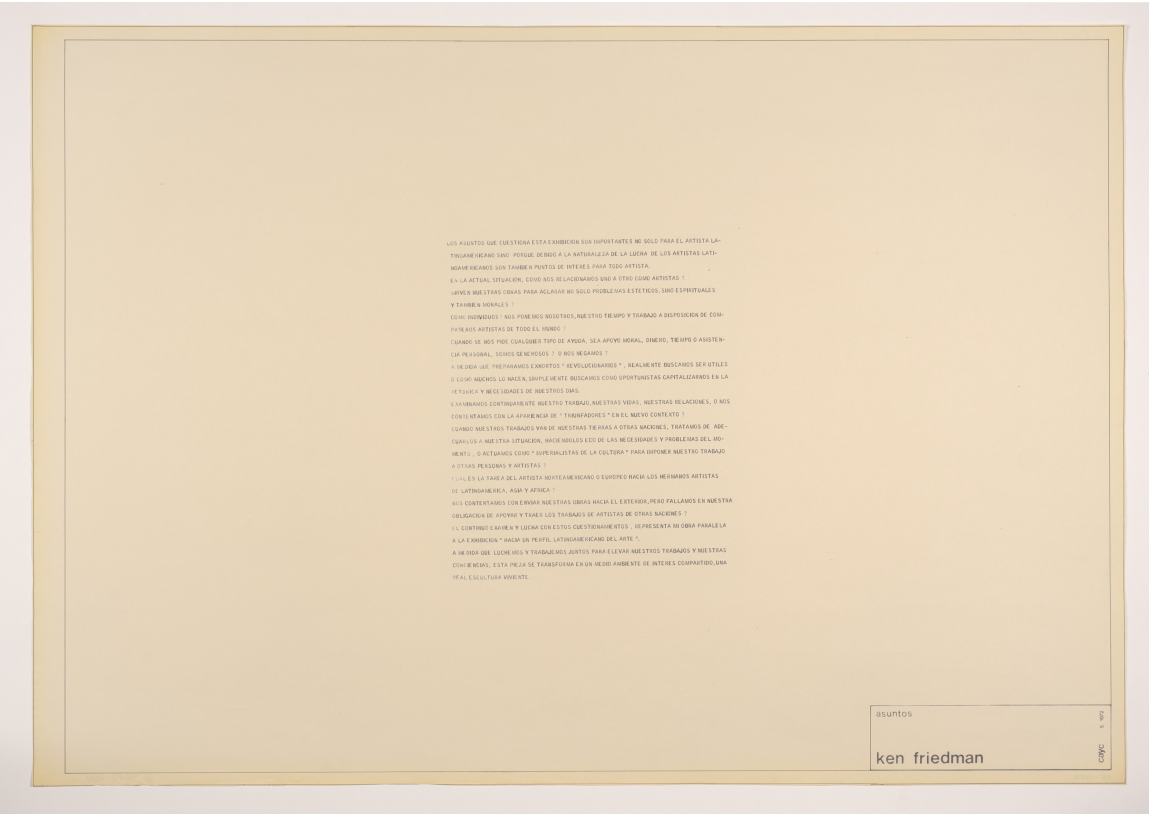 LOS ASUNTOS QUE CUESTIONA ESTA EXHIBICION SON IMPORTANTES NO SOLO PARA EL ARTISTA LA-
TINOAMERICANO SINO PORQUE DEBIDO A LA NATURALEZA DE LA LUCHA DE LOS ARTISTAS LATI-
NOAMERICANOS SON TAMBIEN PUNTOS DE INTERES PARA TODO ARTISTA.
EN LA ACTUAL SITUACION, COMO NOS RELACIONAMOS UNO A OTRO COMO ARTISTAS ?
SIRVEN NUESTRAS OBRAS PARA ACLARAR NO SOLO PROBLEMAS ESTETICOS, SINO ESPIRITUALES
Y TAMBIEN MORALES ?
COMO INDIVIDUOS ? NOS PONEMOS NOSOTROS, NUESTRO TIEMPO Y TRABAJO A DISPOSICION DE COM-
PAÑEROS ARTISTAS DE TODO EL MUNDO ?
CUANDO SE NOS PIDE CUALQUIER TIPO DE AYUDA, SEA APOYO MORAL, DINERO, TIEMPO O ASISTEN-
CIA PERSONAL, SOMOS GENEROSOS ? O NOS NEGAMOS ?
A MEDIDA QUE PREPARAMOS EXHORTOS " REVOLUCIONARIOS " , REALMENTE BUSCAMOS SER UTILES
O COMO MUCHOS LO HACEN, SIMPLEMENTE BUSCAMOS COMO OPORTUNISTAS CAPITALIZARNOS EN LA
RETORICA Y NECESIDADES DE NUESTROS DIAS.
EXAMINAMOS CONTINUAMENTE NUESTRO TRABAJO, NUESTRAS VIDAS, NUESTRAS RELACIONES, O NOS
CONTENTAMOS CON LA APARIENCIA DE " TRIUNFADORES " EN EL NUEVO CONTEXTO ?
CUANDO NUESTROS TRABAJOS VAN DE NUESTRAS TIERRAS A OTRAS NACIONES, TRATAMOS DE ADE-
CUARLOS A NUESTRA SITUACION, HACIENDOLOS ECO DE LAS NECESIDADES Y PROBLEMAS DEL MO-
MENTO , O ACTUAMOS COMO " IMPERIALISTAS DE LA CULTURA " PARA IMPONER NUESTRO TRABAJO
A OTRAS PERSONAS Y ARTISTAS ?
CUAL ES LA TAREA DEL ARTISTA NORTEAMERICANO O EUROPEO HACIA LOS HERMANOS ARTISTAS
DE LATINOAMERICA, ASIA Y AFRICA ?
NOS CONTENTAMOS CON ENVIAR NUESTRAS OBRAS HACIA EL EXTERIOR, PERO FALLAMOS EN NUESTRA
OBLIGACION DE APOYAR Y TRAER LOS TRABAJOS DE ARTISTAS DE OTRAS NACIONES ?
EL CONTINUO EXAMEN Y LUCHA CON ESTOS CUESTIONAMIENTOS , REPRESENTA MI OBRA PARALELA
A LA EXHIBICION " HACIA UN PERFIL LATINOAMERICANO DEL ARTE ".
A MEDIDA QUE LUCHEMOS Y TRABAJEMOS JUNTOS PARA ELEVAR NUESTROS TRABAJOS Y NUESTRAS
CONCIENCIAS, ESTA PIEZA SE TRANSFORMA EN UN MEDIO AMBIENTE DE INTERES COMPARTIDO, UNA
REAL ESCULTURA VIVIENTE.
asuntos
ken friedman
cayc 1972